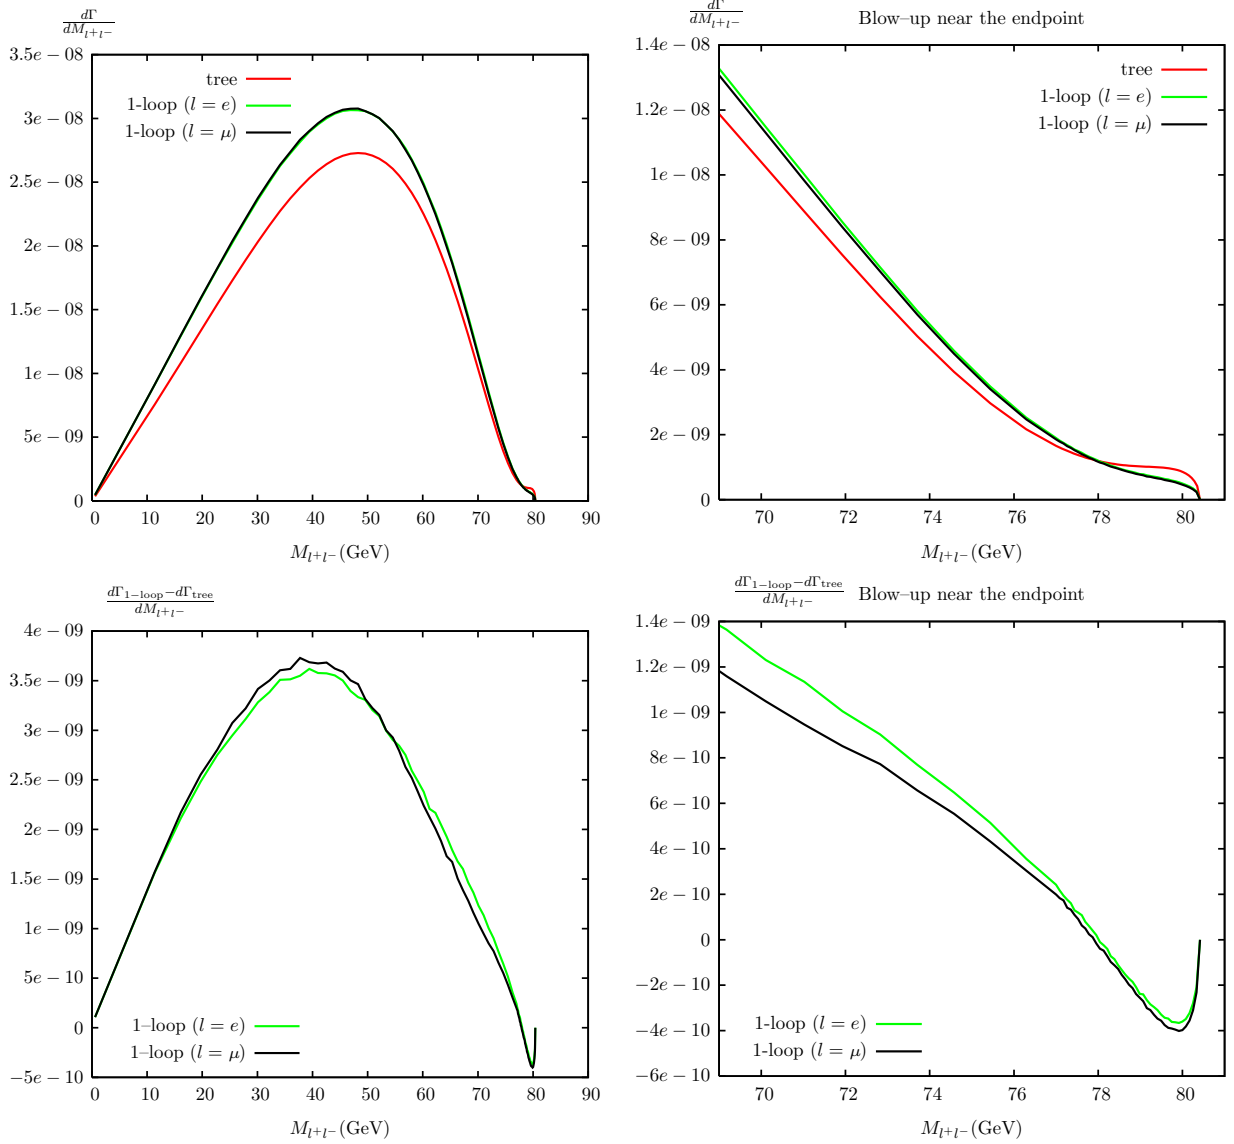 dΓ
dM_{l+l−}
3.5e − 08
3e − 08
2.5e − 08
2e − 08
1.5e − 08
1e − 08
5e − 09
0
tree
1-loop (l = e)
1-loop (l = μ)
0 10 20 30 40 50 60 70 80 90
M_{l+l−}(GeV)
dΓ
dM_{l+l−}
Blow–up near the endpoint
1.4e − 08
1.2e − 08
1e − 08
8e − 09
6e − 09
4e − 09
2e − 09
0
tree
1-loop (l = e)
1-loop (l = μ)
70 72 74 76 78 80
M_{l+l−}(GeV)
dΓ_{1−loop}−dΓ_{tree}
dM_{l+l−}
4e − 09
3.5e − 09
3e − 09
2.5e − 09
2e − 09
1.5e − 09
1e − 09
5e − 10
0
−5e − 10
1–loop (l = e)
1–loop (l = μ)
0 10 20 30 40 50 60 70 80 90
M_{l+l−}(GeV)
dΓ_{1−loop}−dΓ_{tree}
dM_{l+l−}
Blow–up near the endpoint
1.4e − 09
1.2e − 09
1e − 09
8e − 10
6e − 10
4e − 10
2e − 10
0
−2e − 10
−4e − 10
−6e − 10
1-loop (l = e)
1-loop (l = μ)
70 72 74 76 78 80
M_{l+l−}(GeV)